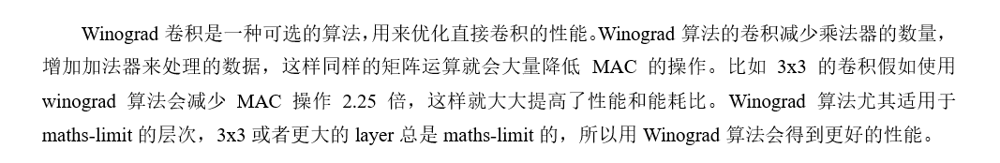 Winograd 卷积是一种可选的算法,用来优化直接卷积的性能。Winograd 算法的卷积减少乘法器的数量，
增加加法器来处理的数据，这样同样的矩阵运算就会大量降低 MAC 的操作。比如 3x3 的卷积假如使用
winograd 算法会减少 MAC 操作 2.25 倍，这样就大大提高了性能和能耗比。Winograd 算法尤其适用于
maths-limit 的层次，3x3 或者更大的 layer 总是 maths-limit 的，所以用 Winograd 算法会得到更好的性能。